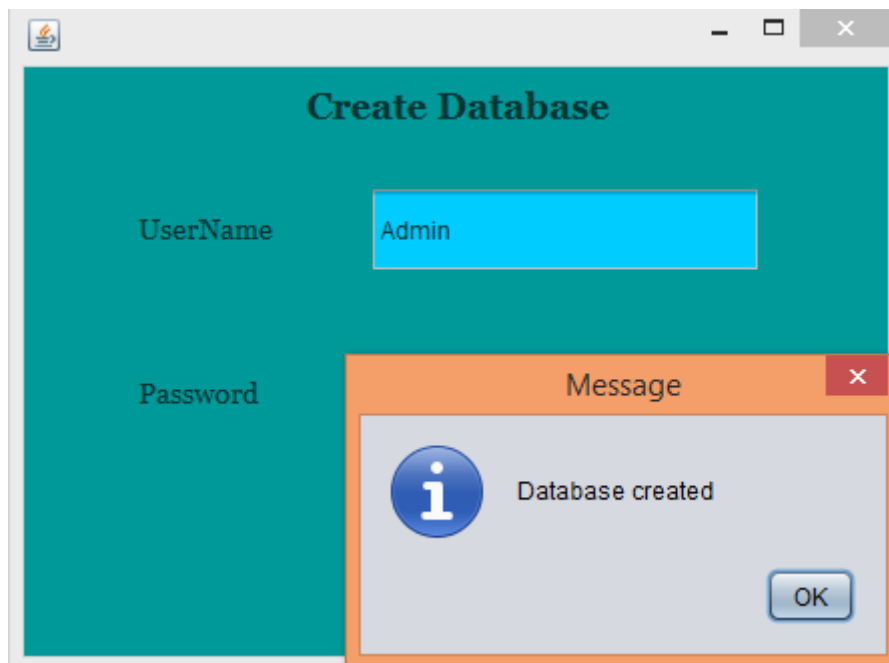 Create Database
UserName
Admin
Password
Message
Database created
OK